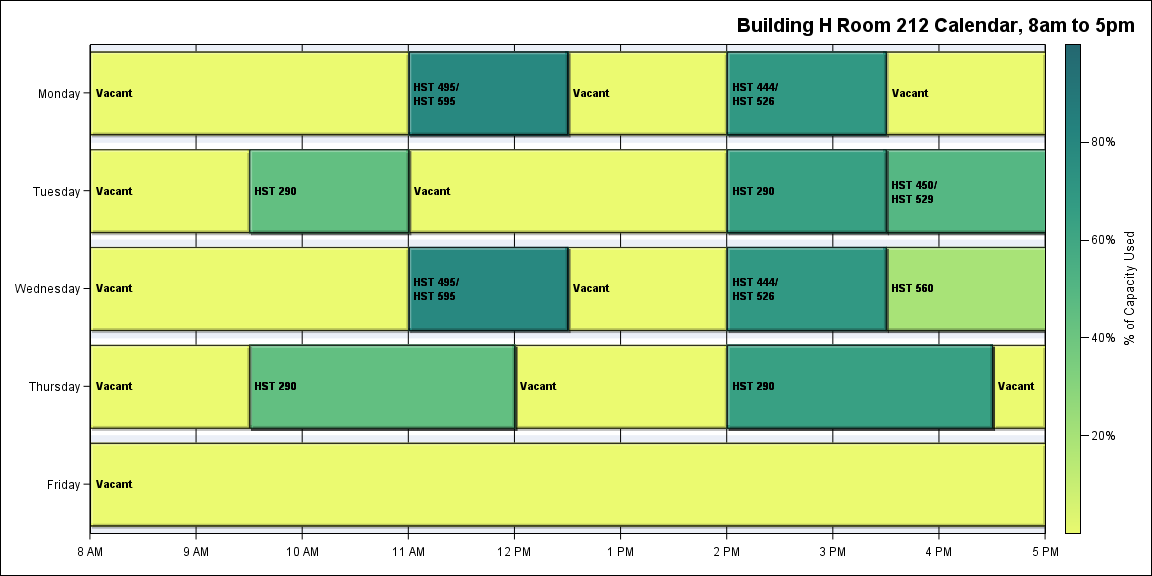 Building H Room 212 Calendar, 8am to 5pm
Monday
Vacant
HST 495/
HST 595
Vacant
HST 444/
HST 526
Vacant
Tuesday
Vacant
HST 290
Vacant
HST 290
HST 450/
HST 529
Wednesday
Vacant
HST 495/
HST 595
Vacant
HST 444/
HST 526
HST 560
Thursday
Vacant
HST 290
Vacant
HST 290
Vacant
Friday
Vacant
8 AM
9 AM
10 AM
11 AM
12 PM
1 PM
2 PM
3 PM
4 PM
5 PM
80%
60%
40%
20%
% of Capacity Used